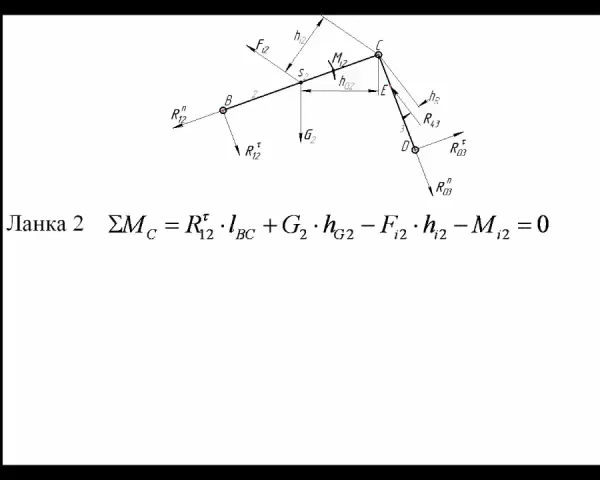 F_i2
h_i2
C
M_i2
S_2
h_G2
E
h_R
B
2
R_43
R_12^n
3
G_2
D
R_12^τ
R_03^τ
R_03^n
Ланка 2 ΣM_C = R_12^τ · l_BC + G_2 · h_G2 − F_i2 · h_i2 − M_i2 = 0